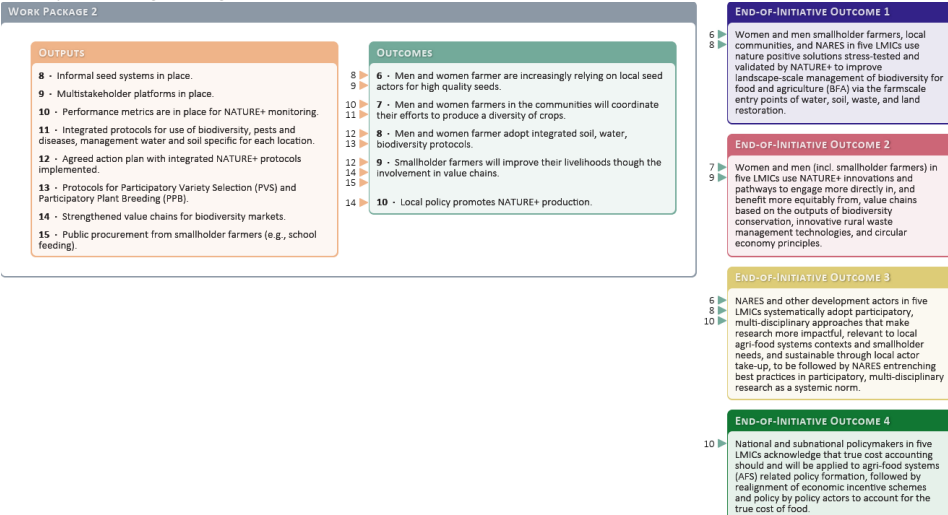 WORK PACKAGE 2
OUTPUTS
8 · Informal seed systems in place.
9 · Multistakeholder platforms in place.
10 · Performance metrics are in place for NATURE+ monitoring.
11 · Integrated protocols for use of biodiversity, pests and
diseases, management water and soil specific for each location.
12 · Agreed action plan with integrated NATURE+ protocols
implemented.
13 · Protocols for Participatory Variety Selection (PVS) and
Participatory Plant Breeding (PPB).
14 · Strengthened value chains for biodiversity markets.
15 · Public procurement from smallholder farmers (e.g., school
feeding).
OUTCOMES
8
9
6 · Men and women farmer are increasingly relying on local seed
actors for high quality seeds.
10
11
7 · Men and women farmers in the communities will coordinate
their efforts to produce a diversity of crops.
12
13
8 · Men and women farmer adopt integrated soil, water,
biodiversity protocols.
12
14
15
9 · Smallholder farmers will improve their livelihoods though the
involvement in value chains.
14
10 · Local policy promotes NATURE+ production.
END-OF-INITIATIVE OUTCOME 1
6
8
Women and men smallholder farmers, local
communities, and NARES in five LMICs use
nature positive solutions stress-tested and
validated by NATURE+ to improve
landscape-scale management of biodiversity for
food and agriculture (BFA) via the farmscale
entry points of water, soil, waste, and land
restoration.
END-OF-INITIATIVE OUTCOME 2
7
9
Women and men (incl. smallholder farmers) in
five LMICs use NATURE+ innovations and
pathways to engage more directly in, and
benefit more equitably from, value chains
based on the outputs of biodiversity
conservation, innovative rural waste
management technologies, and circular
economy principles.
END-OF-INITIATIVE OUTCOME 3
6
8
10
NARES and other development actors in five
LMICs systematically adopt participatory,
multi-disciplinary approaches that make
research more impactful, relevant to local
agri-food systems contexts and smallholder
needs, and sustainable through local actor
take-up, to be followed by NARES entrenching
best practices in participatory, multi-disciplinary
research as a systemic norm.
END-OF-INITIATIVE OUTCOME 4
10
National and subnational policymakers in five
LMICs acknowledge that true cost accounting
should and will be applied to agri-food systems
(AFS) related policy formation, followed by
realignment of economic incentive schemes
and policy by policy actors to account for the
true cost of food.